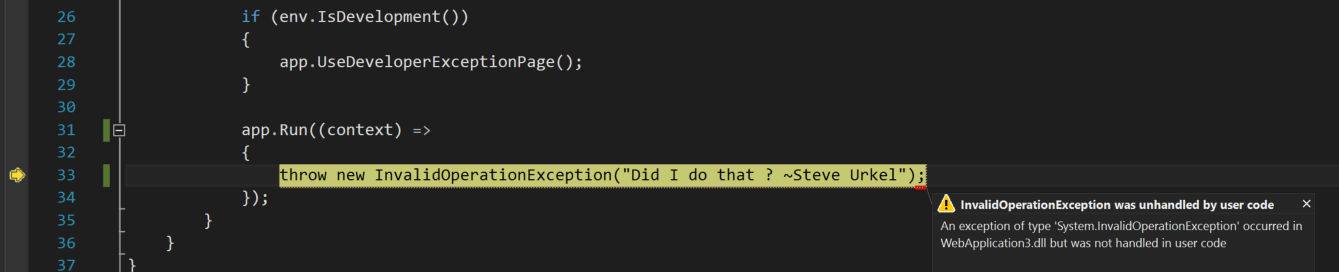 26 if (env.IsDevelopment())
27 {
28 app.UseDeveloperExceptionPage();
29 }
30
31 app.Run((context) =>
32 {
33 throw new InvalidOperationException("Did I do that ? ~Steve Urkel");
34 });
35 }
36 }
37 }
InvalidOperationException was unhandled by user code
An exception of type 'System.InvalidOperationException' occurred in
WebApplication3.dll but was not handled in user code